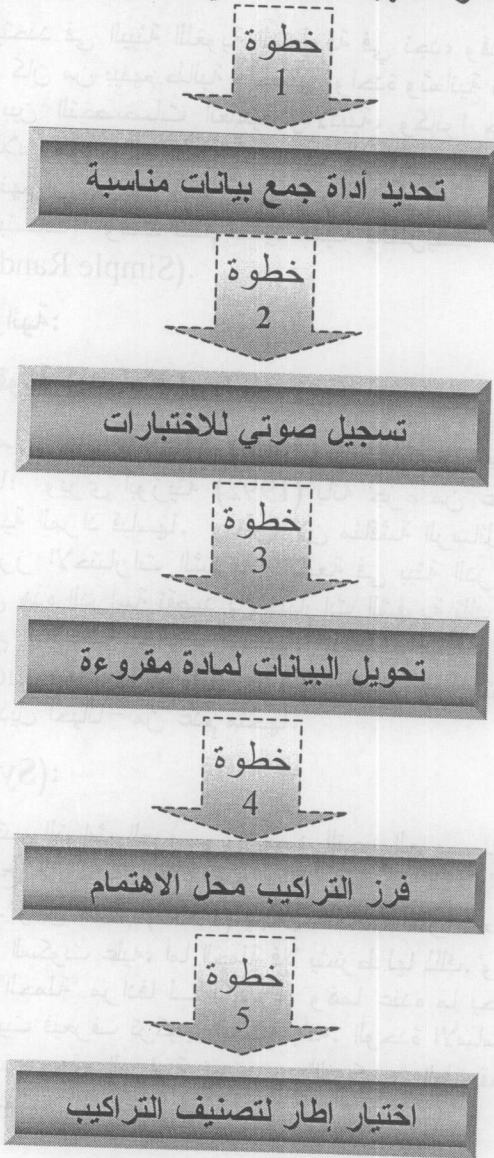 خطوة
1
تحديد أداة جمع بيانات مناسبة
خطوة
2
تسجيل صوتي للاختبارات
خطوة
3
تحويل البيانات لمادة مقروءة
خطوة
4
فرز التراكيب محل الاهتمام
خطوة
5
اختيار إطار لتصنيف التراكيب